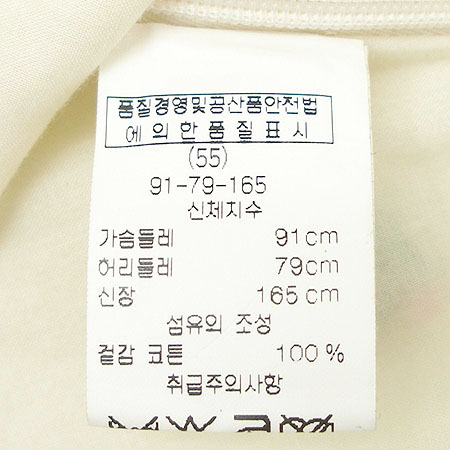 품질경영및공산품안전법
에 의한 품질 표시
(55)
91-79-165
신체치수
가슴둘레 91cm
허리둘레 79cm
신장 165cm
섬유의 조성
겉감 코튼 100%
취급주의사항